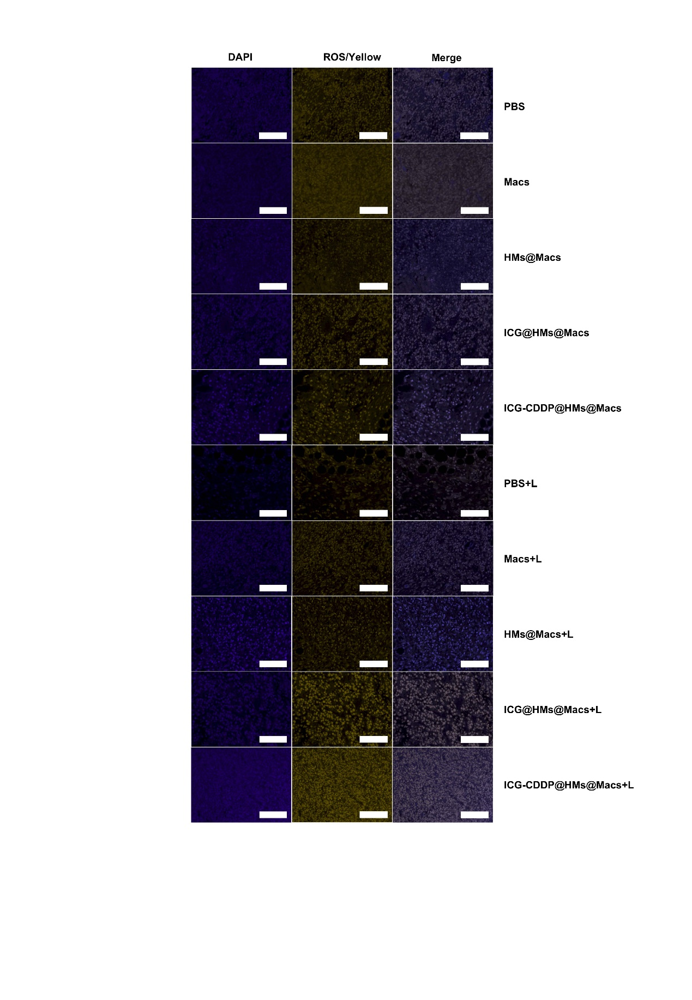 DAPI ROS/Yellow Merge
PBS
Macs
HMs@Macs
ICG@HMs@Macs
ICG-CDDP@HMs@Macs
PBS+L
Macs+L
HMs@Macs+L
ICG@HMs@Macs+L
ICG-CDDP@HMs@Macs+L